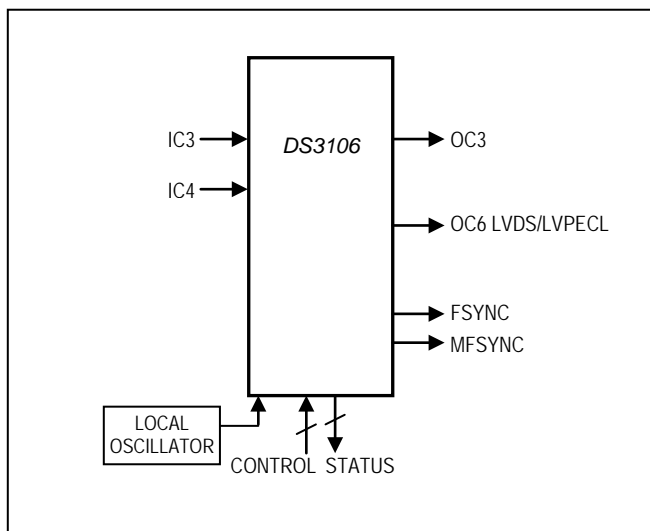 IC3
DS3106
OC3
IC4
OC6 LVDS/LVPECL
FSYNC
MFSYNC
LOCAL
OSCILLATOR
CONTROL STATUS